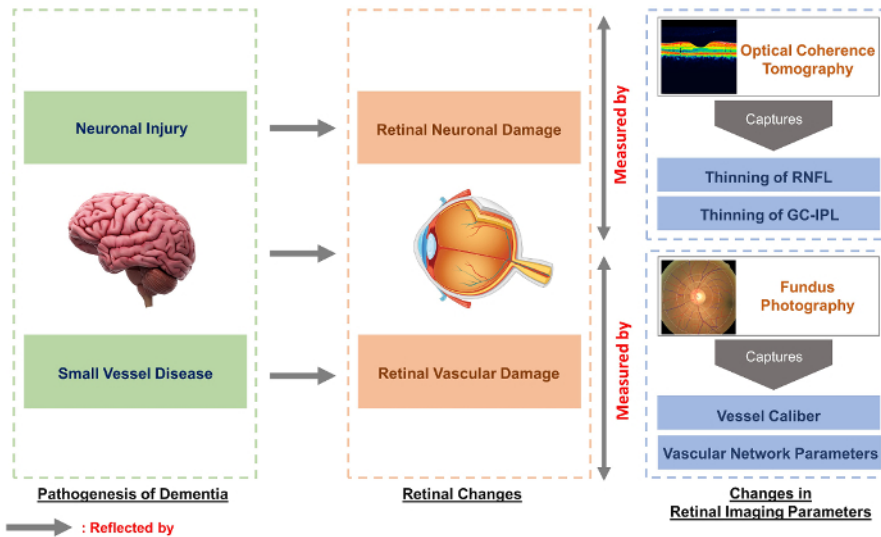 Neuronal Injury
Small Vessel Disease
Pathogenesis of Dementia
Retinal Neuronal Damage
Retinal Vascular Damage
Retinal Changes
Measured by
Measured by
Optical Coherence
Tomography
Captures
Thinning of RNFL
Thinning of GC-IPL
Fundus
Photography
Captures
Vessel Caliber
Vascular Network Parameters
Changes in
Retinal Imaging Parameters
: Reflected by